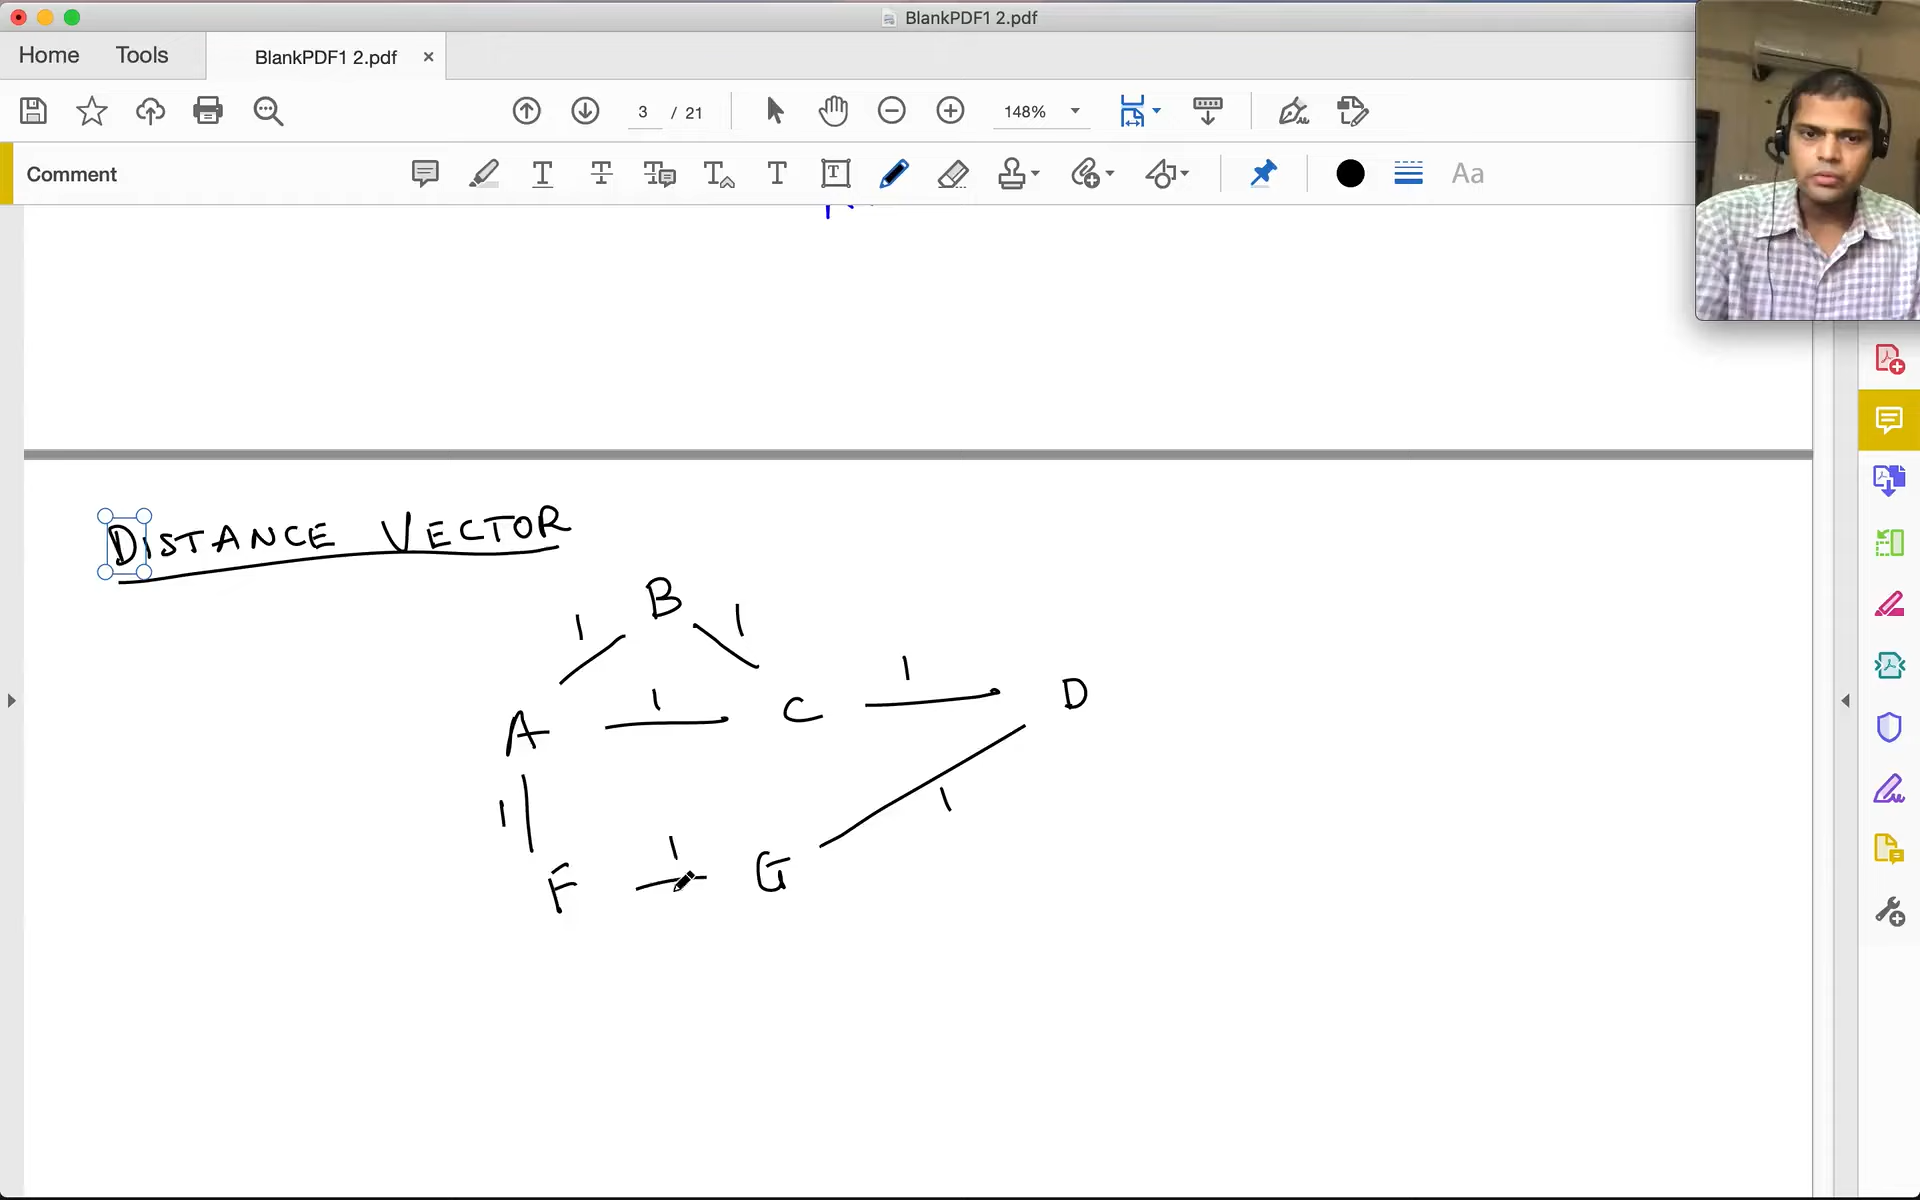 BlankPDF1 2.pdf
Home Tools BlankPDF1 2.pdf ×
3 / 21 148%
Comment T T T T T T Aa
DISTANCE VECTOR
B
1 1
1 1
A C D
1 1
1
F G